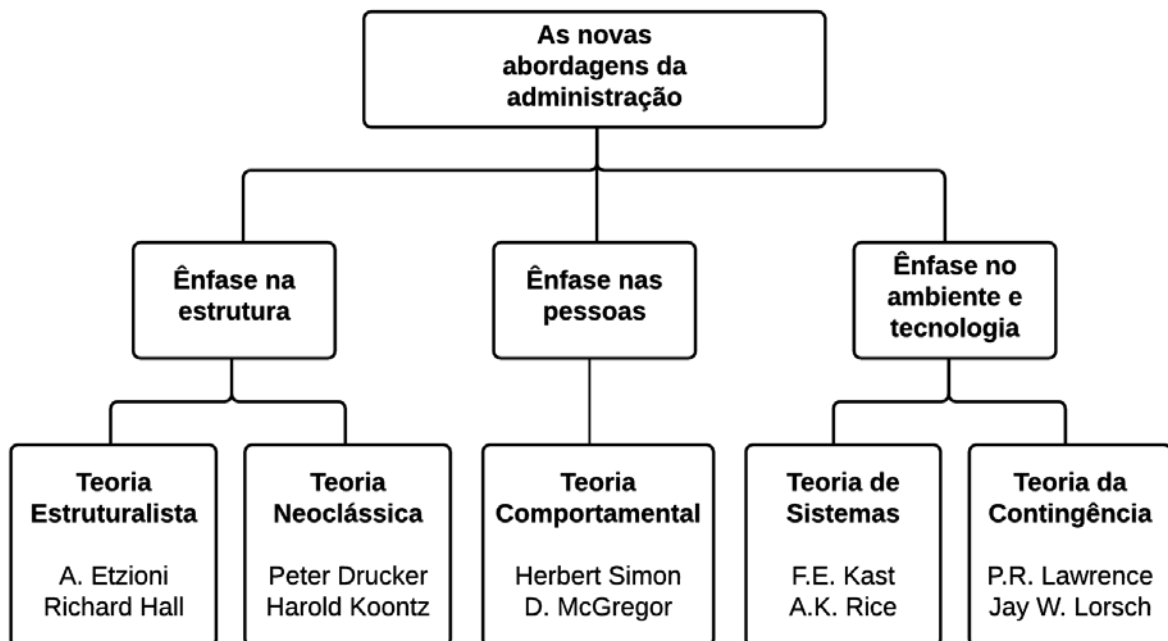 As novas
abordagens da
administração
Ênfase na
estrutura
Ênfase nas
pessoas
Ênfase no
ambiente e
tecnologia
Teoria
Estruturalista
A. Etzioni
Richard Hall
Teoria
Neoclássica
Peter Drucker
Harold Koontz
Teoria
Comportamental
Herbert Simon
D. McGregor
Teoria de
Sistemas
F.E. Kast
A.K. Rice
Teoria da
Contingência
P.R. Lawrence
Jay W. Lorsch